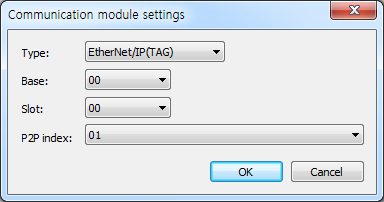 Communication module settings
Type: EtherNet/IP(TAG)
Base: 00
Slot: 00
P2P index: 01
OK Cancel